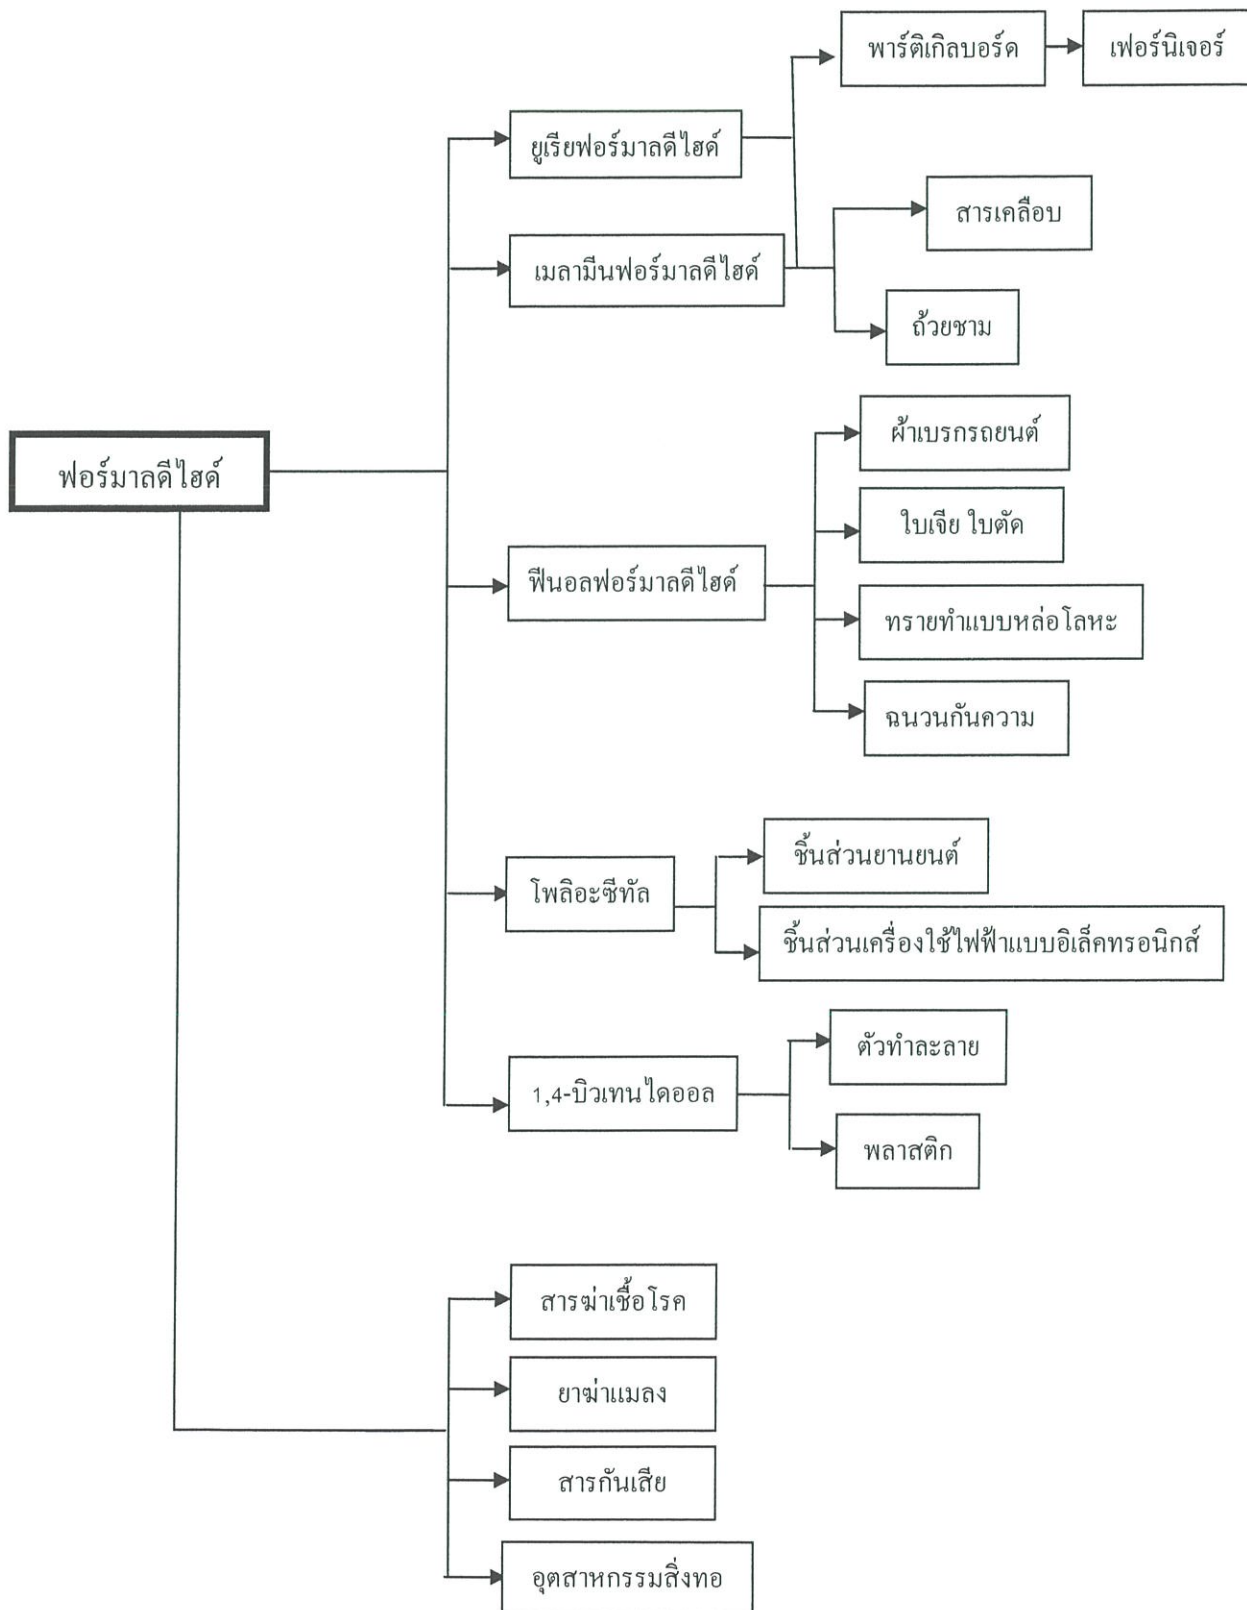 พาร์ติเกิลบอร์ด
เฟอร์นิเจอร์
ยูเรียฟอร์มาลดีไฮด์
สารเคลือบ
เมลามีนฟอร์มาลดีไฮด์
ถ้วยชาม
ผ้าเบรกรถยนต์
ฟอร์มาลดีไฮด์
ใบเจีย ใบตัด
ฟีนอลฟอร์มาลดีไฮด์
ทรายทำแบบหล่อโลหะ
ฉนวนกันความ
ชิ้นส่วนยานยนต์
โพลิอะซีทัล
ชิ้นส่วนเครื่องใช้ไฟฟ้าแบบอิเล็คทรอนิกส์
ตัวทำละลาย
1,4-บิวเทนไดออล
พลาสติก
สารฆ่าเชื้อโรค
ยาฆ่าแมลง
สารกันเสีย
อุตสาหกรรมสิ่งทอ